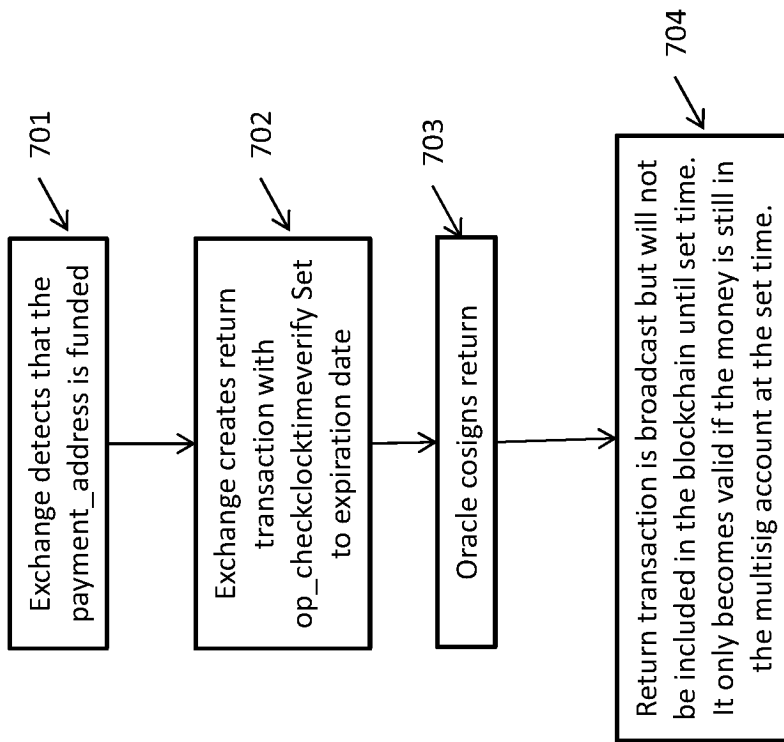 701
Exchange detects that the
payment_address is funded
702
Exchange creates return
transaction with
op_checkclocktimeverify Set
to expiration date
703
Oracle cosigns return
704
Return transaction is broadcast but will not
be included in the blockchain until set time.
It only becomes valid if the money is still in
the multisig account at the set time.